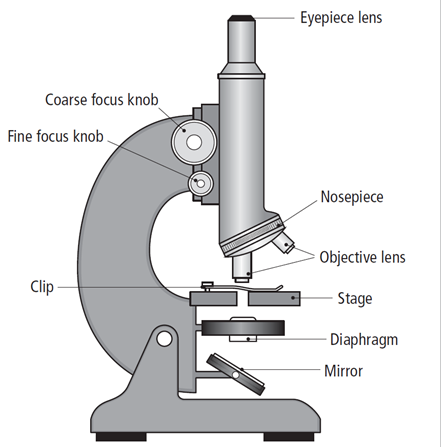 Eyepiece lens
Coarse focus knob
Fine focus knob
Nosepiece
Objective lens
Clip
Stage
Diaphragm
Mirror